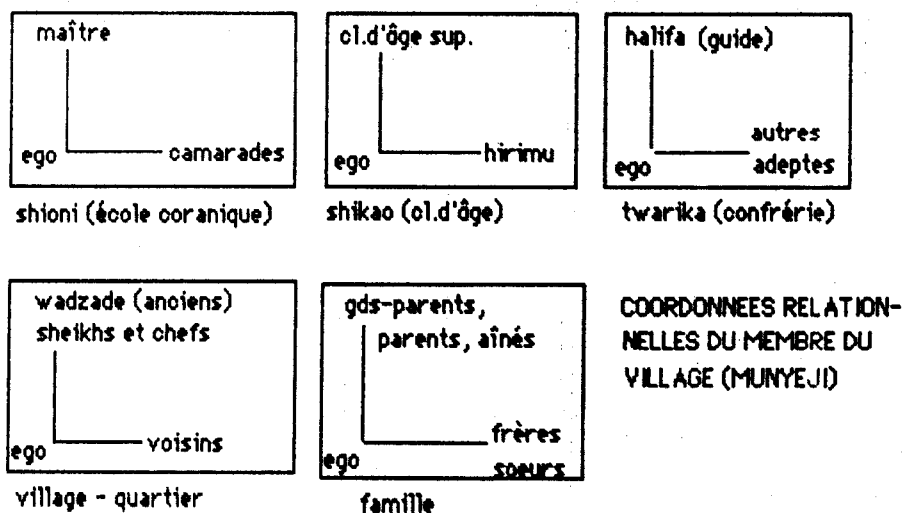 maître
ego
camarades
shioni (école coranique)
cl.d'âge sup.
ego
hirimu
shikao (cl.d'âge)
halifa (guide)
autres
ego
adeptes
twarika (confrérie)
wadzade (anciens)
sheikhs et chefs
voisins
ego
village - quartier
gds-parents,
parents, aînés
frères
ego
soeurs
famille
COORDONNEES RELATION-
NELLES DU MEMBRE DU
VILLAGE (MUNYEJI)